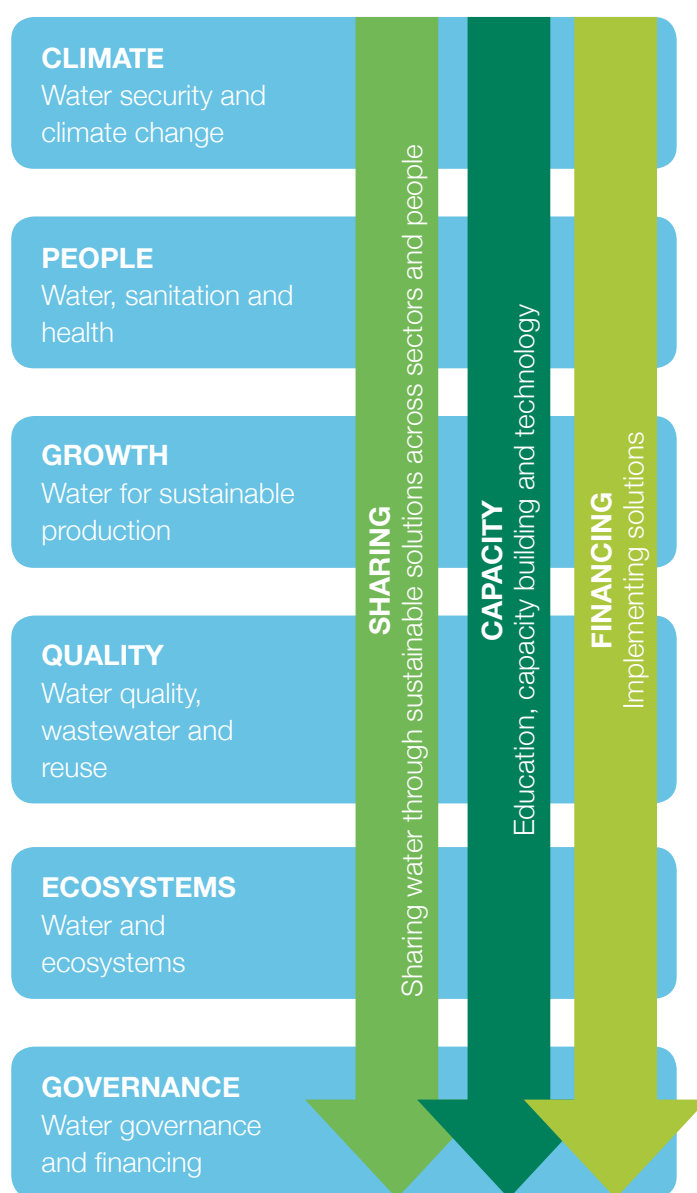 CLIMATE
Water security and
climate change
PEOPLE
Water, sanitation and
health
GROWTH
Water for sustainable
production
QUALITY
Water quality,
wastewater and
reuse
ECOSYSTEMS
Water and
ecosystems
GOVERNANCE
Water governance
and financing
SHARING
Sharing water through sustainable solutions across sectors and people
CAPACITY
Education, capacity building and technology
FINANCING
Implementing solutions